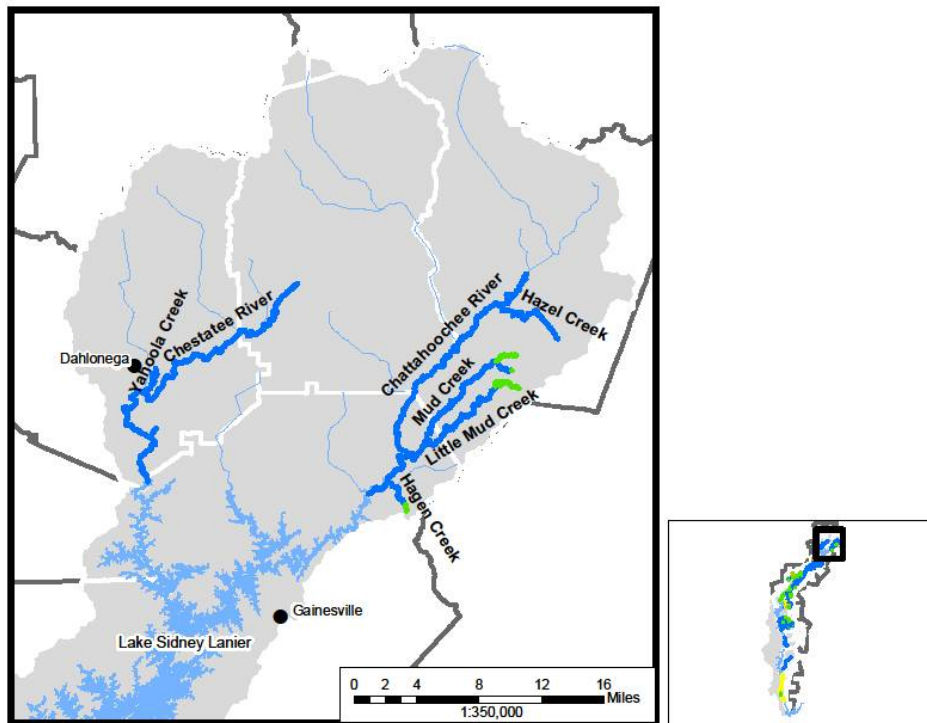 Yahoola Creek
Chestatee River
Dahlonega
Chattahoochee River
Hazel Creek
Mud Creek
Little Mud Creek
Hagen Creek
Gainesville
Lake Sidney Lanier
0 2 4 8 12 16
Miles
1:350,000